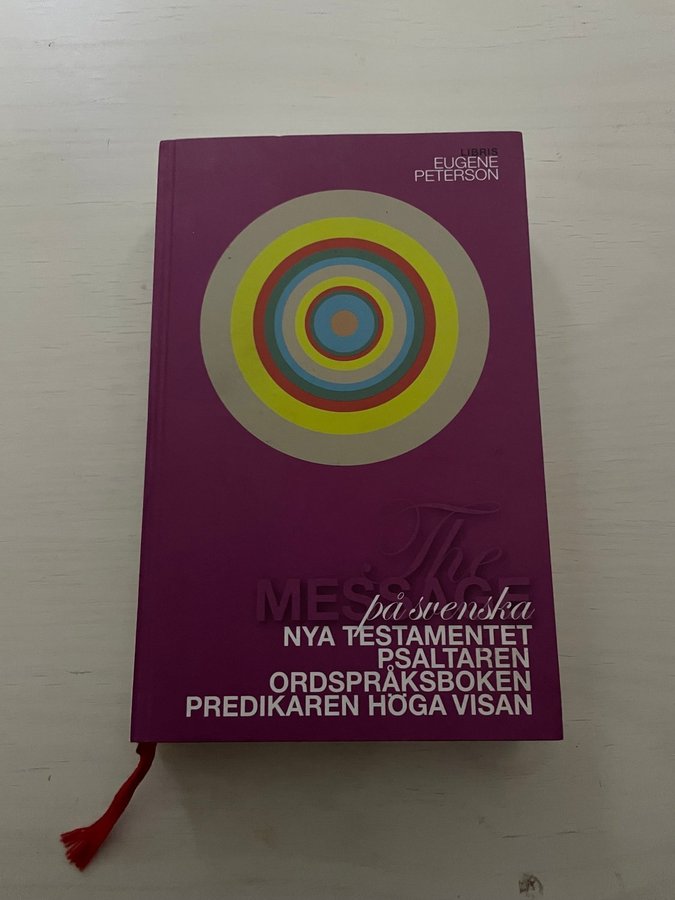 LIBRIS
EUGENE
PETERSON
The
MESSAGE
på svenska
NYA TESTAMENTET
PSALTAREN
ORDSPRÅKSBOKEN
PREDIKAREN HÖGA VISAN